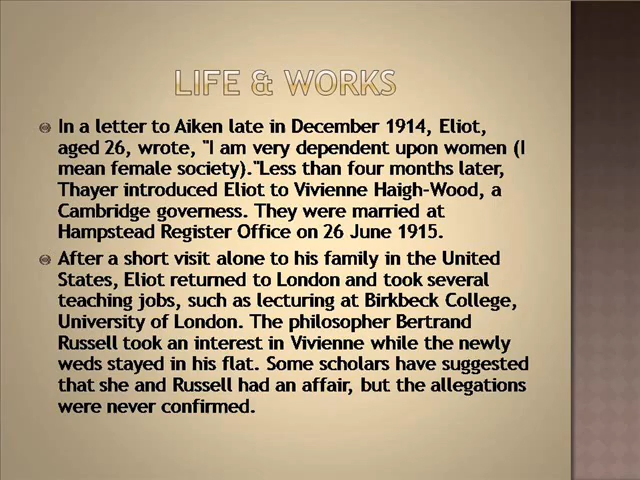 LIFE & WORKS
In a letter to Aiken late in December 1914, Eliot,
aged 26, wrote, "I am very dependent upon women (I
mean female society)."Less than four months later,
Thayer introduced Eliot to Vivienne Haigh-Wood, a
Cambridge governess. They were married at
Hampstead Register Office on 26 June 1915.
After a short visit alone to his family in the United
States, Eliot returned to London and took several
teaching jobs, such as lecturing at Birkbeck College,
University of London. The philosopher Bertrand
Russell took an interest in Vivienne while the newly
weds stayed in his flat. Some scholars have suggested
that she and Russell had an affair, but the allegations
were never confirmed.